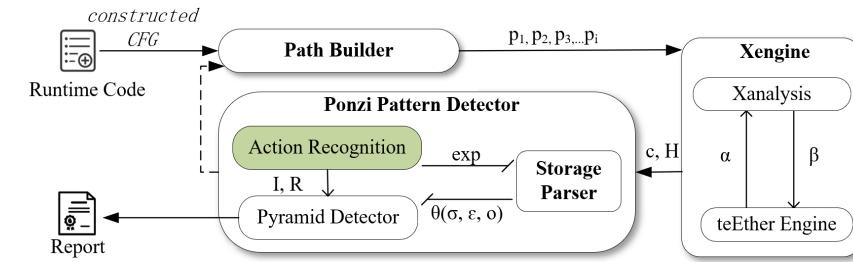 constructed
CFG
Runtime Code
Path Builder
p1, p2, p3,...pi
Xengine
Xanalysis
α
β
teEther Engine
c, H
Ponzi Pattern Detector
Action Recognition
exp
Storage
Parser
I, R
θ(σ, ε, o)
Pyramid Detector
Report